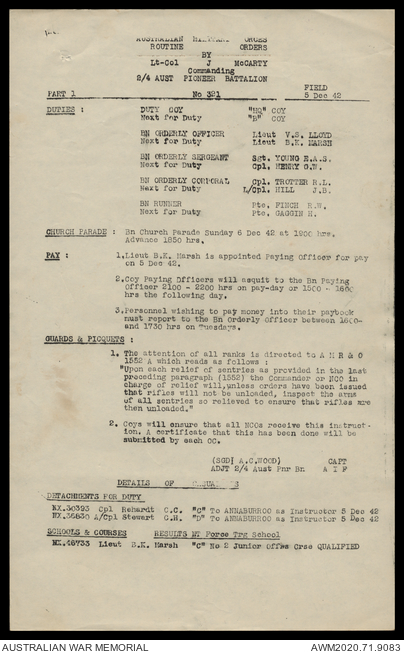 AUSTRALIAN MILITARY FORCES
ROUTINE ORDERS
BY
Lt-Col J McCARTY
Commanding
2/4 AUST PIONEER BATTALION
FIELD
PART 1 No 321 5 Dec 42
DUTIES : DUTY COY "HQ" COY
Next for Duty "B" COY
BN ORDERLY OFFICER Lieut V.S. LLOYD
Next for Duty Lieut B.K. MARSH
BN ORDERLY SERGEANT Sgt. YOUNG E.A.S.
Next for Duty Cpl. HENRY G.W.
BN ORDERLY CORPORAL Cpl. TROTTER R.L.
Next for Duty L/Cpl. HILL J.B.
BN RUNNER Pte. FINCH R.W.
Next for Duty Pte. GAGGIN H.
CHURCH PARADE : Bn Church Parade Sunday 6 Dec 42 at 1900 hrs.
Advance 1850 hrs.
PAY : 1.Lieut B.K. Marsh is appointed Paying Officer for pay
on 5 Dec 42.
2.Coy Paying Officers will acquit to the Bn Paying
Officer 2100 - 2200 hrs on pay-day or 1500 - 1600
hrs the following day.
3.Personnel wishing to pay money into their paybook
must report to the Bn Orderly Officer between 1600-
and 1730 hrs on Tuesdays.
GUARDS & PICQUETS :
1. The attention of all ranks is directed to A M R & O
1552 A which reads as follows :
"Upon each relief of sentries as provided in the last
preceding paragraph (1552) the Commander or NCO in
charge of relief will,unless orders have been issued
that rifles will not be unloaded, inspect the arms
of all sentries so relieved to ensure that rifles are
then unloaded."
2. Coys will ensure that all NCOs receive this instruct-
ion. A certificate that this has been done will be
submitted by each OC.
(SGD) A.C.WOOD) CAPT
ADJT 2/4 Aust Pnr Bn A I F
DETAILS OF
DETACHMENTS FOR DUTY
NX.30393 Cpl Rehardt C.C. "C" To ANNABURROO as Instructor 5 Dec 42
NX.36830 A/Cpl Stewart G.H. "D" To ANNABURROO as Instructor 5 Dec 42
SCHOOLS & COURSES RESULTS NT Force Trg School
NX.46733 Lieut B.K. Marsh "C" No 2 Junior Offrs Crse QUALIFIED
AUSTRALIAN WAR MEMORIAL AWM2020.71.9083